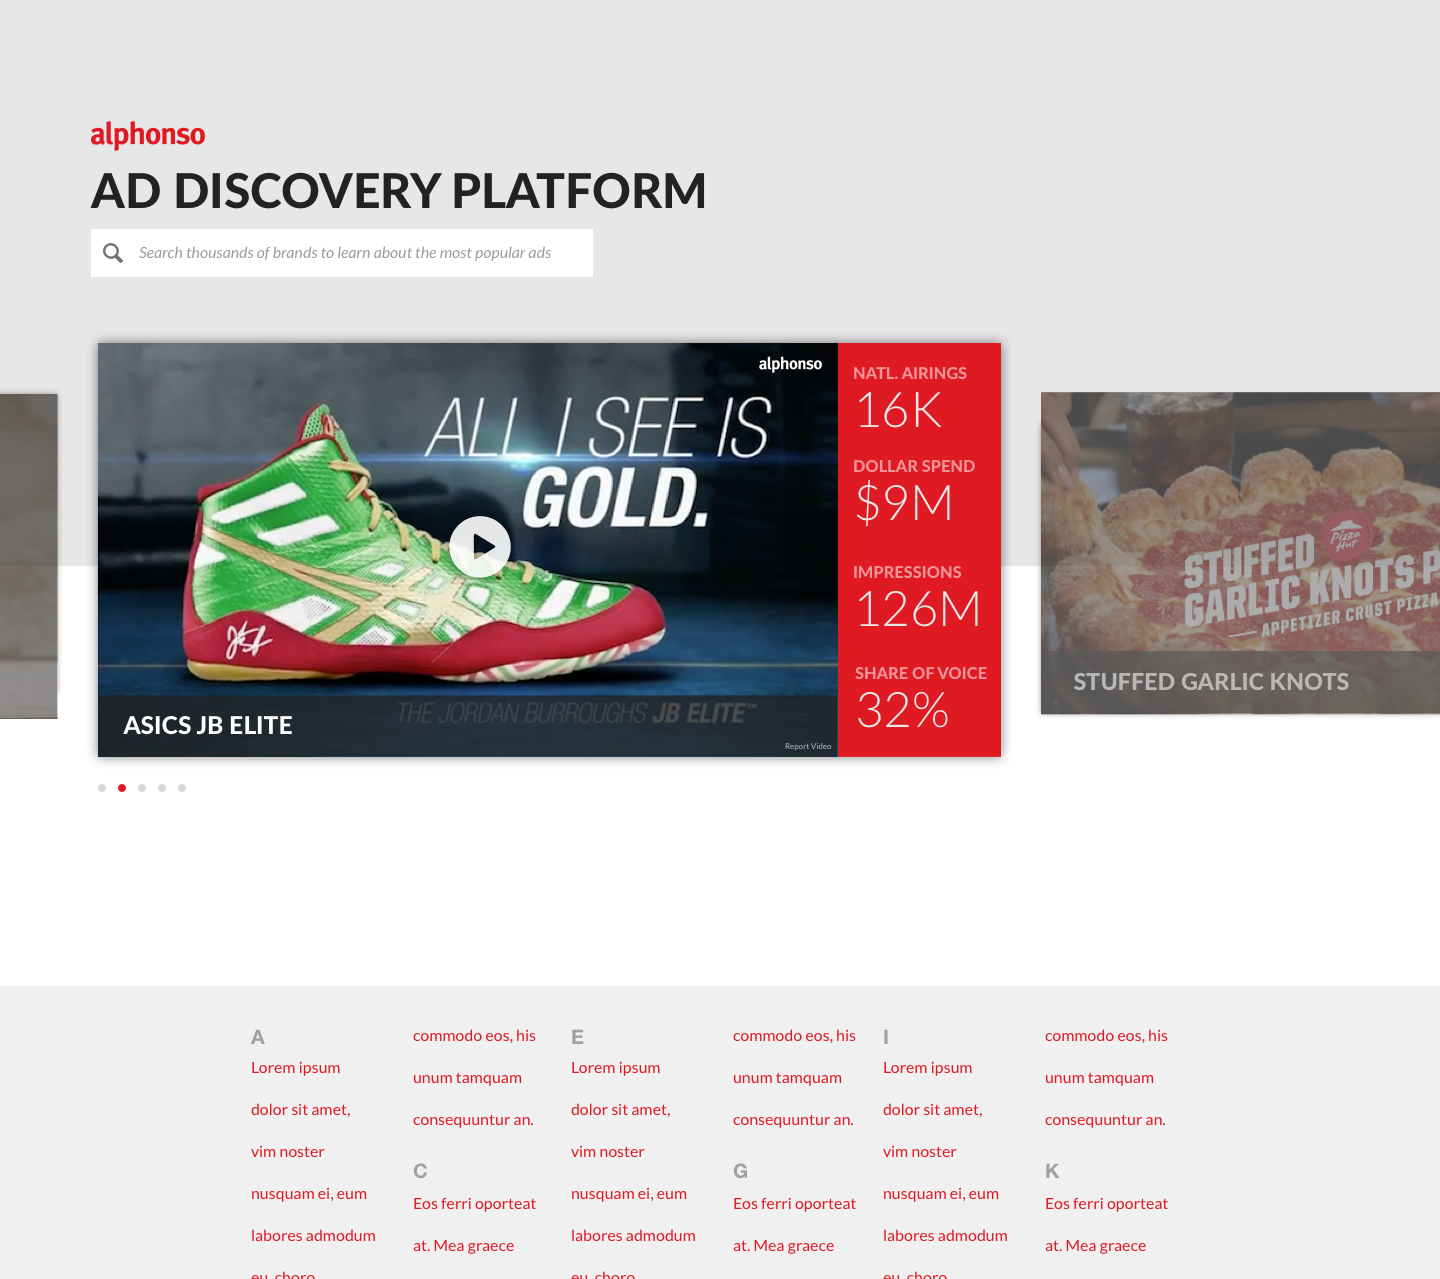 alphonso
AD DISCOVERY PLATFORM
Search thousands of brands to learn about the most popular ads
alphonso
ALL I SEE IS
GOLD.
THE JORDAN BURROUGHS JB ELITE™
ASICS JB ELITE
Report Video
NATL. AIRINGS
16K
DOLLAR SPEND
$9M
IMPRESSIONS
126M
SHARE OF VOICE
32%
Pizza
Hut
STUFFED
GARLIC KNOTS P
APPETIZER CRUST PIZZA
STUFFED GARLIC KNOTS
A
Lorem ipsum
dolor sit amet,
vim noster
nusquam ei, eum
labores admodum
eu, choro
commodo eos, his
unum tamquam
consequuntur an.
C
Eos ferri oporteat
at. Mea graece
E
Lorem ipsum
dolor sit amet,
vim noster
nusquam ei, eum
labores admodum
eu, choro
commodo eos, his
unum tamquam
consequuntur an.
G
Eos ferri oporteat
at. Mea graece
I
Lorem ipsum
dolor sit amet,
vim noster
nusquam ei, eum
labores admodum
eu, choro
commodo eos, his
unum tamquam
consequuntur an.
K
Eos ferri oporteat
at. Mea graece